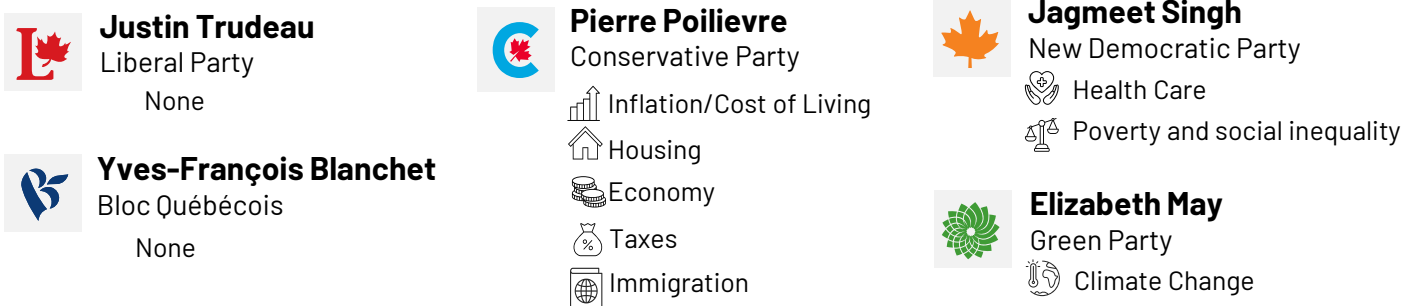 Justin Trudeau
Liberal Party
None
Yves-François Blanchet
Bloc Québécois
None
Pierre Poilievre
Conservative Party
Inflation/Cost of Living
Housing
Economy
% Taxes
Immigration
Jagmeet Singh
New Democratic Party
Health Care
Poverty and social inequality
Elizabeth May
Green Party
Climate Change